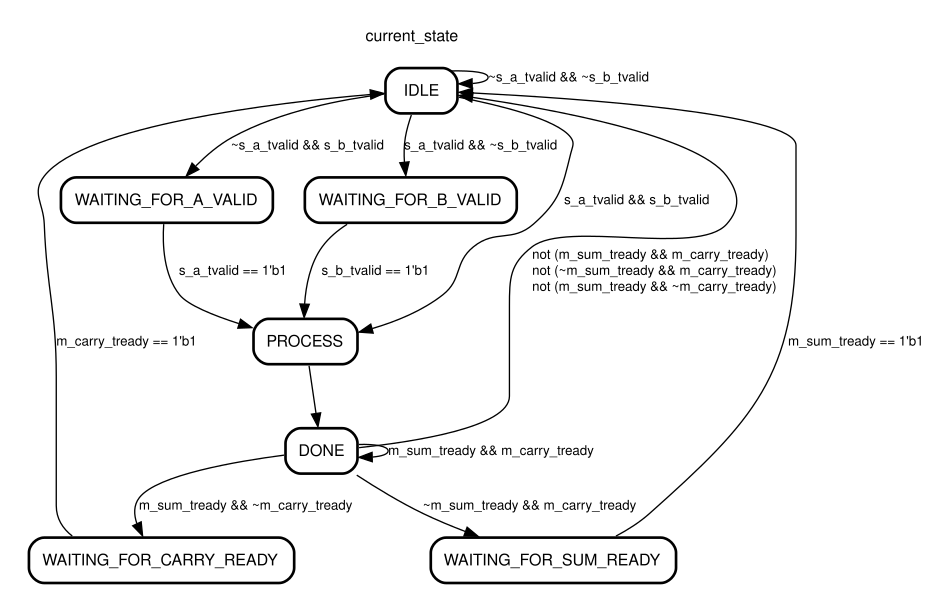 current_state
IDLE
~s_a_tvalid && ~s_b_tvalid
~s_a_tvalid && s_b_tvalid
s_a_tvalid && ~s_b_tvalid
WAITING_FOR_A_VALID
WAITING_FOR_B_VALID
s_a_tvalid && s_b_tvalid
not (m_sum_tready && m_carry_tready)
not (~m_sum_tready && m_carry_tready)
not (m_sum_tready && ~m_carry_tready)
s_a_tvalid == 1'b1
s_b_tvalid == 1'b1
PROCESS
m_carry_tready == 1'b1
m_sum_tready == 1'b1
DONE
m_sum_tready && m_carry_tready
m_sum_tready && ~m_carry_tready
~m_sum_tready && m_carry_tready
WAITING_FOR_CARRY_READY
WAITING_FOR_SUM_READY